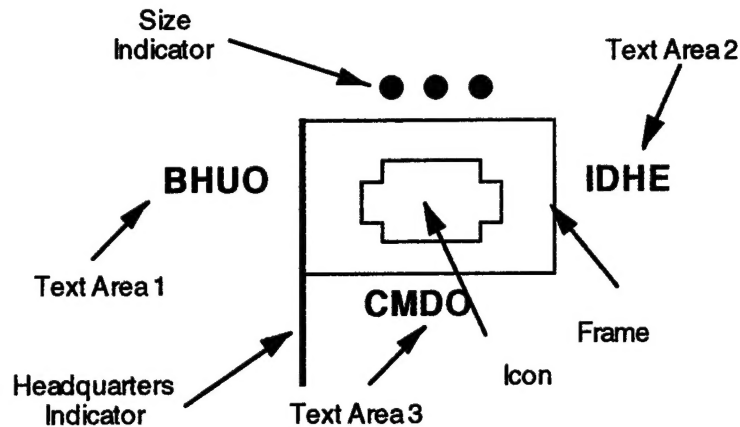 Size
Indicator
Text Area 2
BHUO
IDHE
Text Area 1
CMDO
Frame
Icon
Headquarters
Indicator
Text Area 3